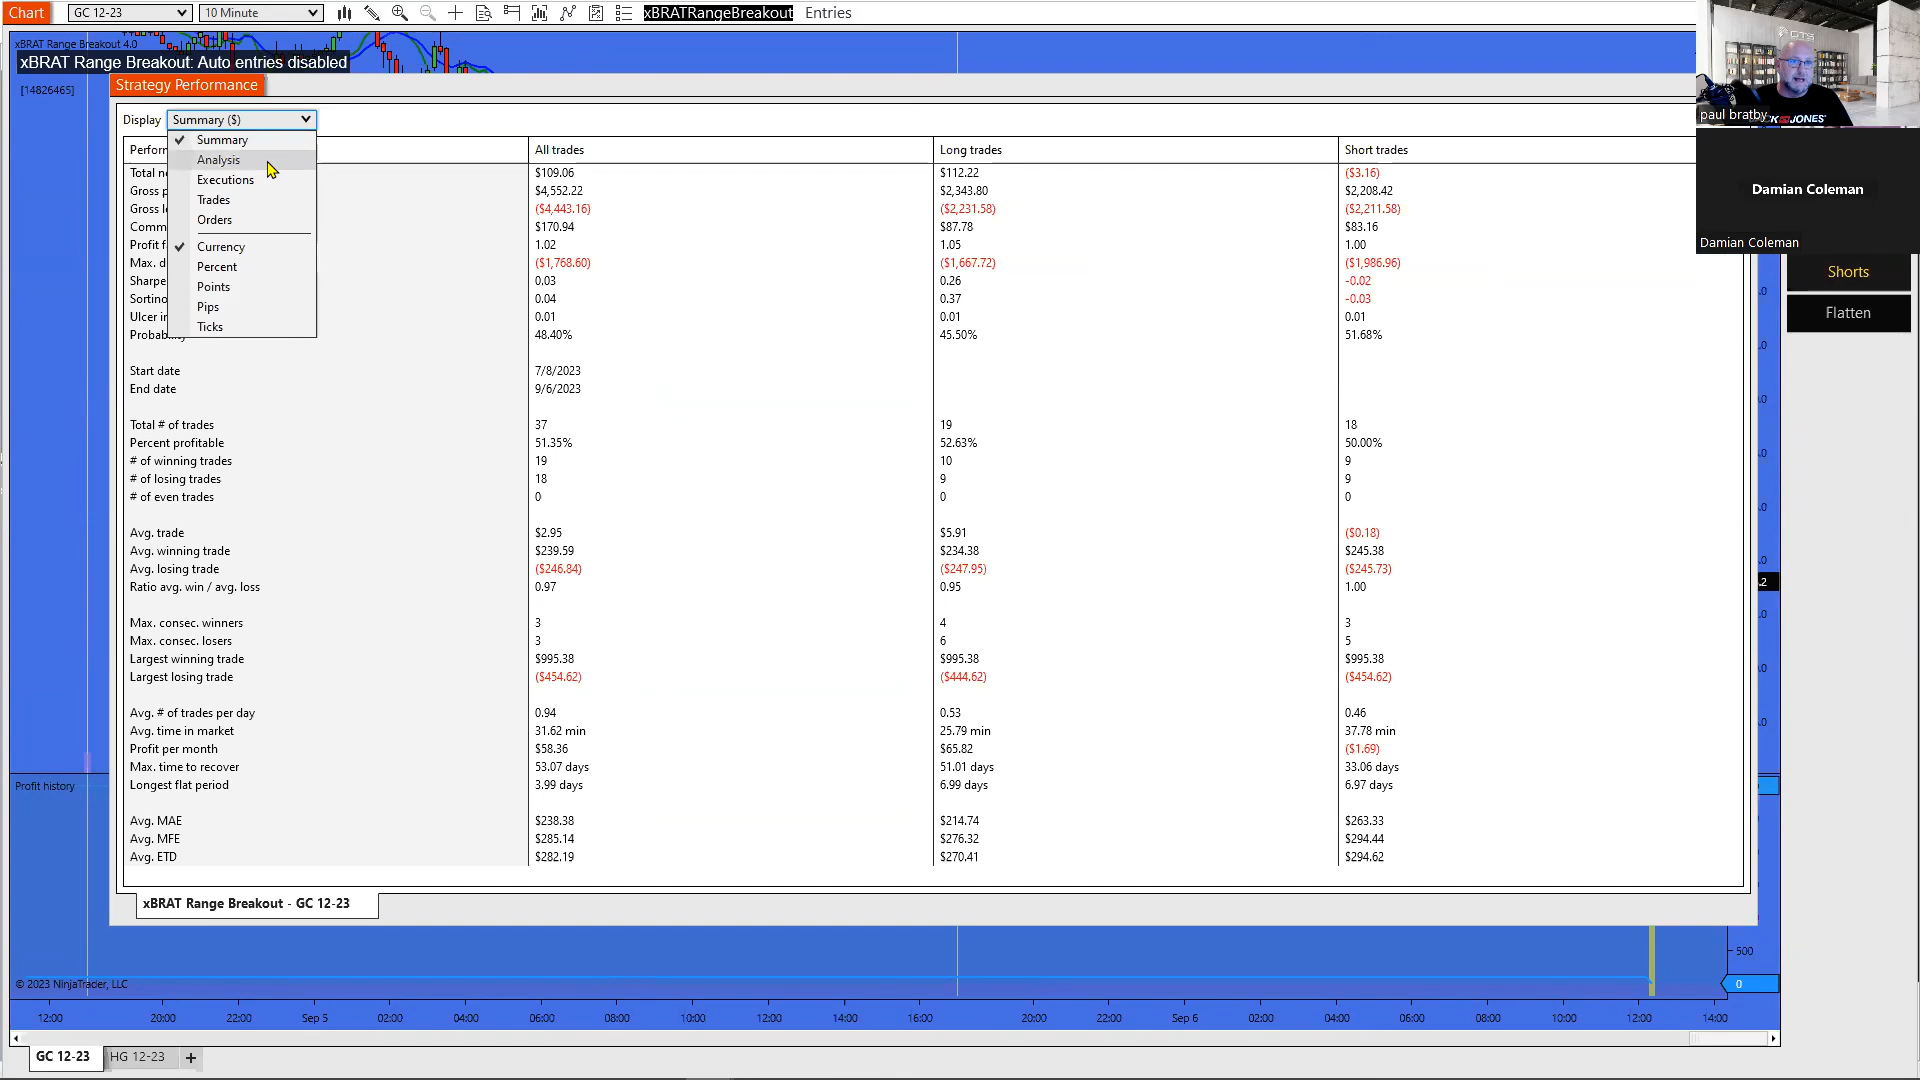 Chart GC 12-23 10 Minute xBRATRangeBreakout Entries
xBRAT Range Breakout 4.0
xBRAT Range Breakout: Auto entries disabled
[14826465]
Strategy Performance
Display Summary ($)
Summary
Analysis
Executions
Trades
Orders
Currency
Percent
Points
Pips
Ticks
Perforn All trades Long trades Short trades
Total ne $109.06 $112.22 ($3.16)
Gross p $4,552.22 $2,343.80 $2,208.42
Gross lo ($4,443.16) ($2,231.58) ($2,211.58)
Comm $170.94 $87.78 $83.16
Profit fa 1.02 1.05 1.00
Max. d ($1,768.60) ($1,667.72) ($1,986.96)
Sharpe 0.03 0.26 -0.02
Sortino 0.04 0.37 -0.03
Ulcer in 0.01 0.01 0.01
Probability 48.40% 45.50% 51.68%
Start date 7/8/2023
End date 9/6/2023
Total # of trades 37 19 18
Percent profitable 51.35% 52.63% 50.00%
# of winning trades 19 10 9
# of losing trades 18 9 9
# of even trades 0 0 0
Avg. trade $2.95 $5.91 ($0.18)
Avg. winning trade $239.59 $234.38 $245.38
Avg. losing trade ($246.84) ($247.95) ($245.73)
Ratio avg. win / avg. loss 0.97 0.95 1.00
Max. consec. winners 3 4 3
Max. consec. losers 3 6 5
Largest winning trade $995.38 $995.38 $995.38
Largest losing trade ($454.62) ($444.62) ($454.62)
Avg. # of trades per day 0.94 0.53 0.46
Avg. time in market 31.62 min 25.79 min 37.78 min
Profit per month $58.36 $65.82 ($1.69)
Max. time to recover 53.07 days 51.01 days 33.06 days
Longest flat period 3.99 days 6.99 days 6.97 days
Avg. MAE $238.38 $214.74 $263.33
Avg. MFE $285.14 $276.32 $294.44
Avg. ETD $282.19 $270.41 $294.62
xBRAT Range Breakout - GC 12-23
Profit history
GTS
JONES
paul bratby
Damian Coleman
Damian Coleman
Shorts
Flatten
500
0
© 2023 NinjaTrader, LLC
12:00 20:00 22:00 Sep 5 02:00 04:00 06:00 08:00 10:00 12:00 14:00 16:00 20:00 22:00 Sep 6 02:00 04:00 06:00 08:00 10:00 12:00 14:00
GC 12-23 HG 12-23 +